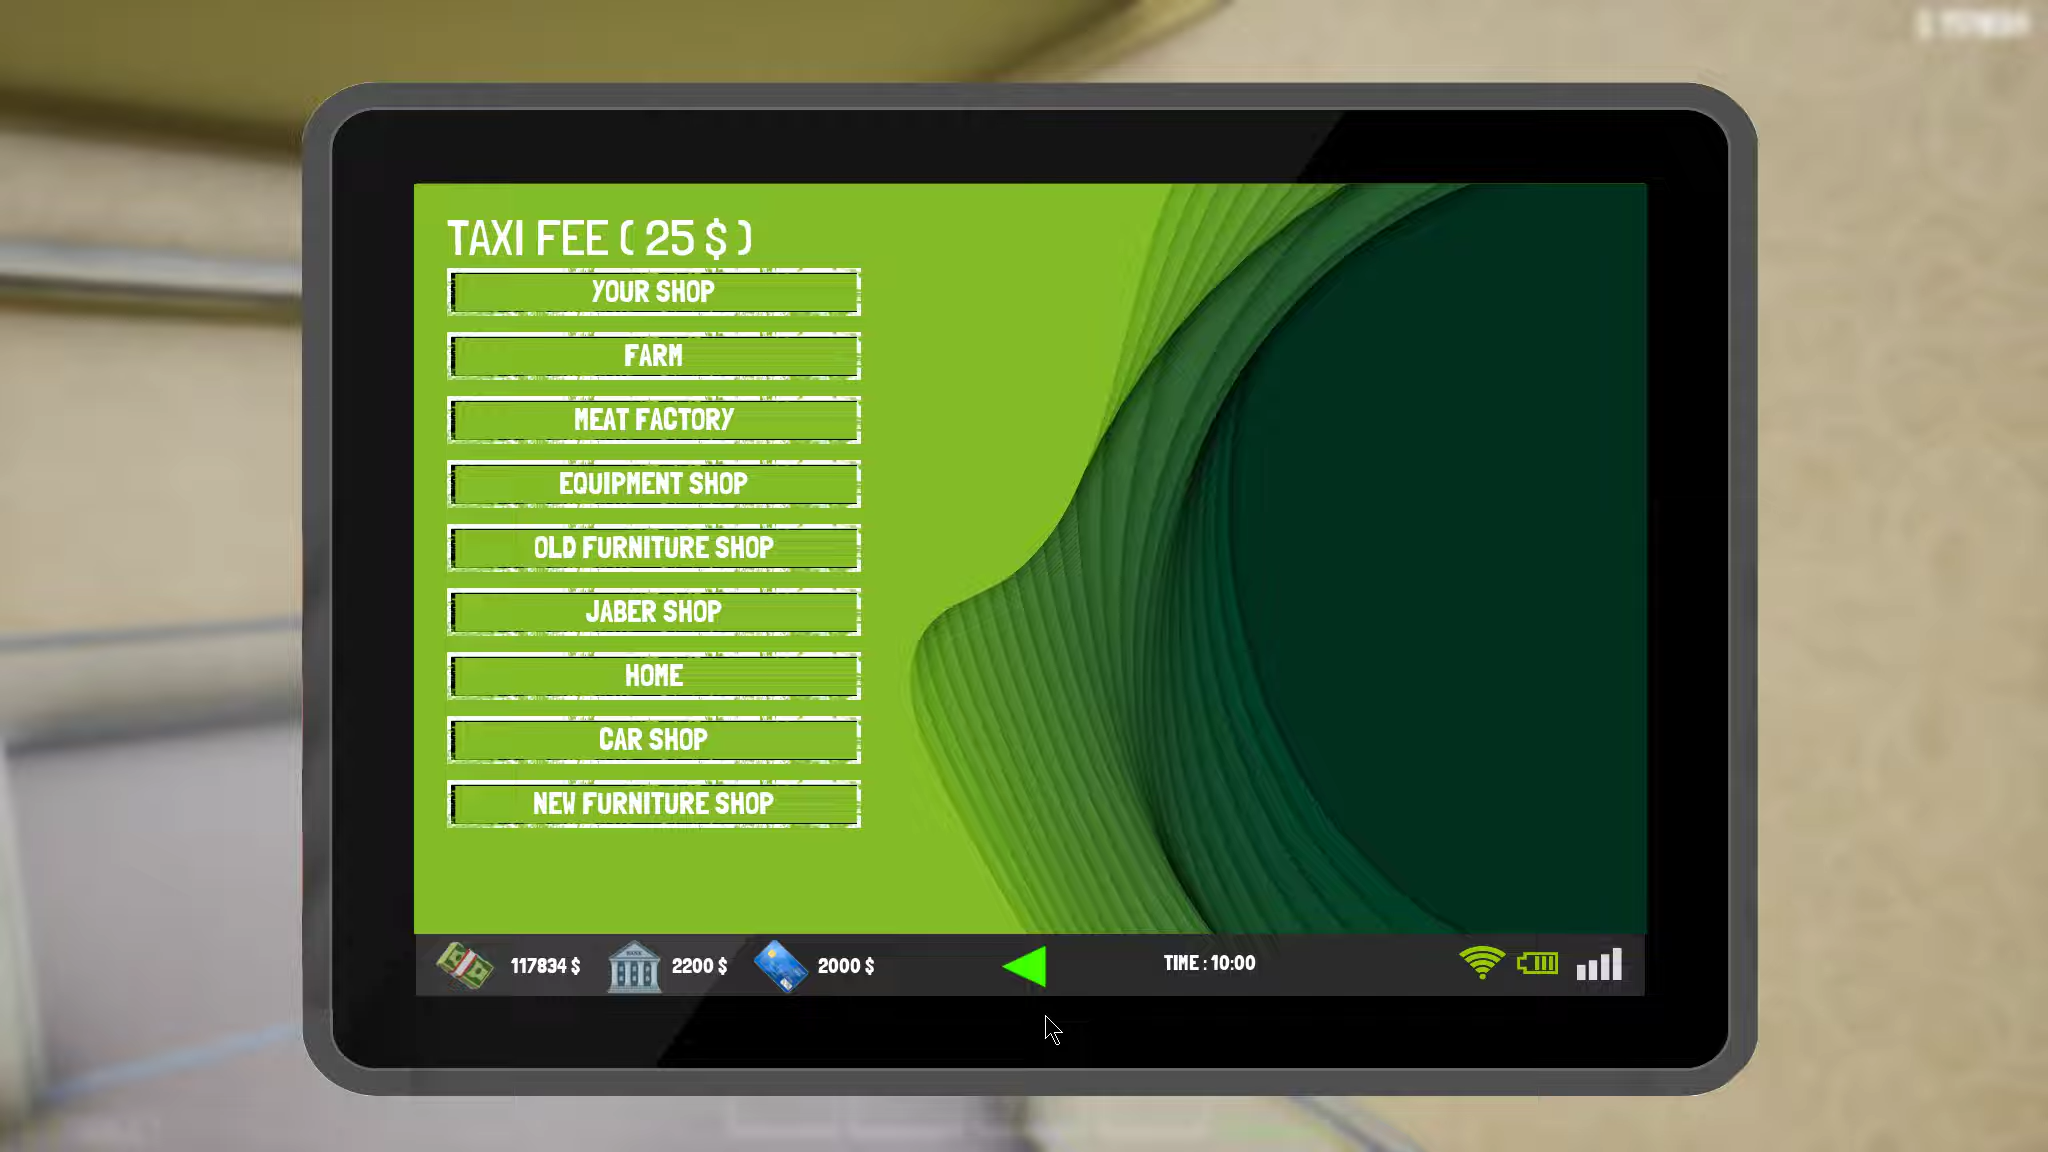 TAXI FEE ( 25 $ )
YOUR SHOP
FARM
MEAT FACTORY
EQUIPMENT SHOP
OLD FURNITURE SHOP
JABER SHOP
HOME
CAR SHOP
NEW FURNITURE SHOP
117834 $ 2200 $ 2000 $ TIME : 10:00